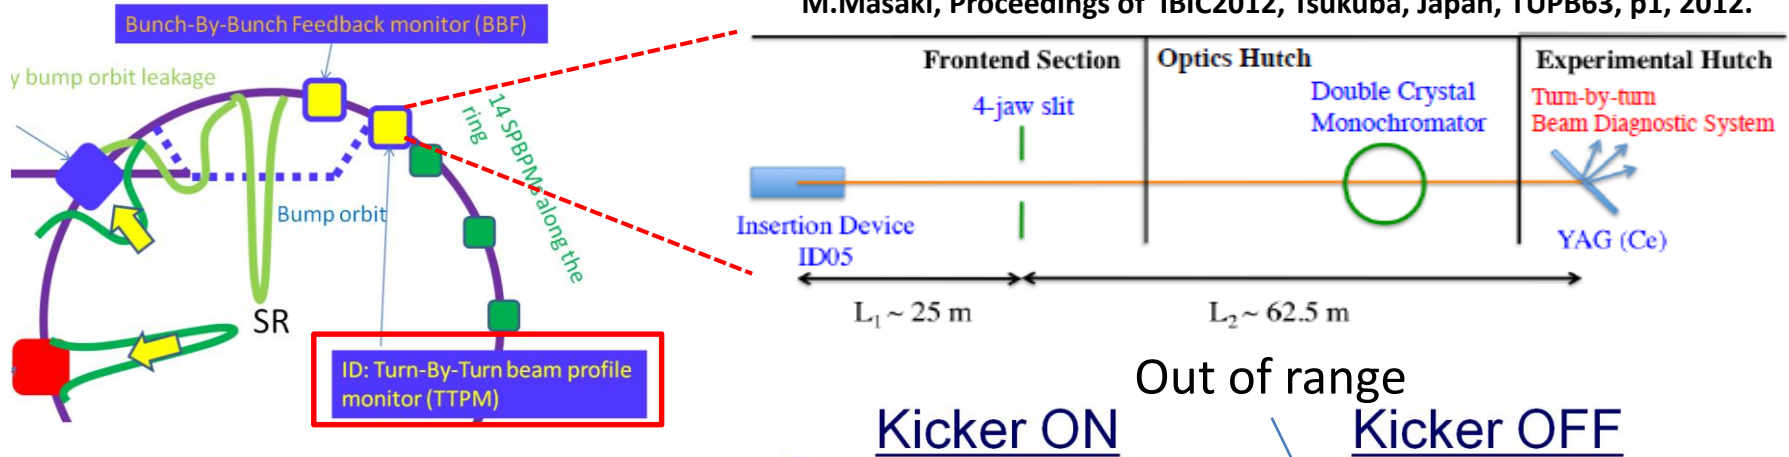 M.Masaki, Proceedings of IBIC2012, Tsukuba, Japan, TUPB63, p1, 2012.
Bunch-By-Bunch Feedback monitor (BBF)
y bump orbit leakage
14 SPBPMs along the
ring
Bump orbit
SR
ID: Turn-By-Turn beam profile
monitor (TTPM)
Frontend Section
Optics Hutch
Experimental Hutch
4-jaw slit
Double Crystal
Monochromator
Turn-by-turn
Beam Diagnostic System
Insertion Device
ID05
YAG (Ce)
L1 ~ 25 m
L2 ~ 62.5 m
Out of range
Kicker ON
Kicker OFF